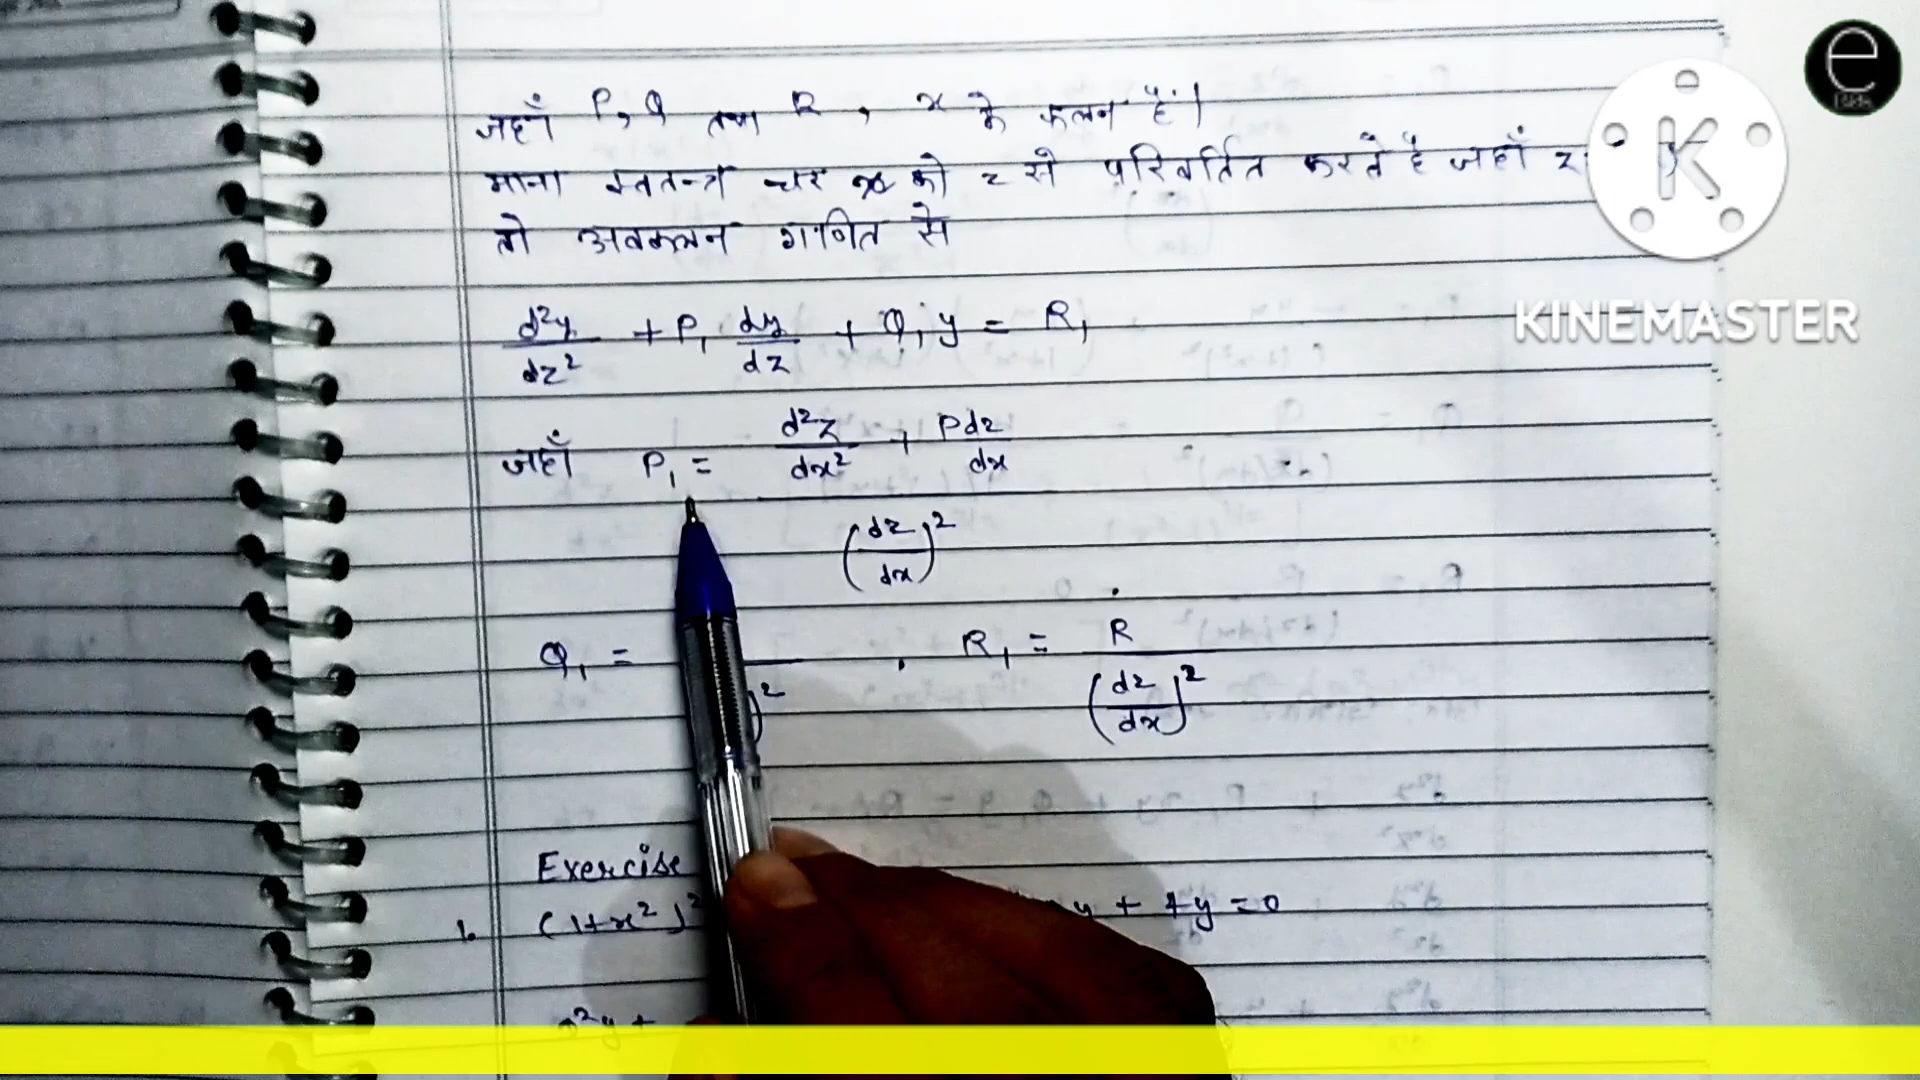 जहाँ P, Q तथा R, x के फलन हैं।
माना स्वतन्त्र चर x को z से परिवर्तित करते है जहाँ z
तो अवकलन गणित से
d²y/dz² + P₁ dy/dz + Q₁y = R₁
जहाँ P₁ = (d²z/dx² + P dz/dx) / (dz/dx)²
Q₁ = )² , R₁ = R / (dz/dx)²
Exercise
1. (1+x²)² y + 4y = 0
KINEMASTER
e